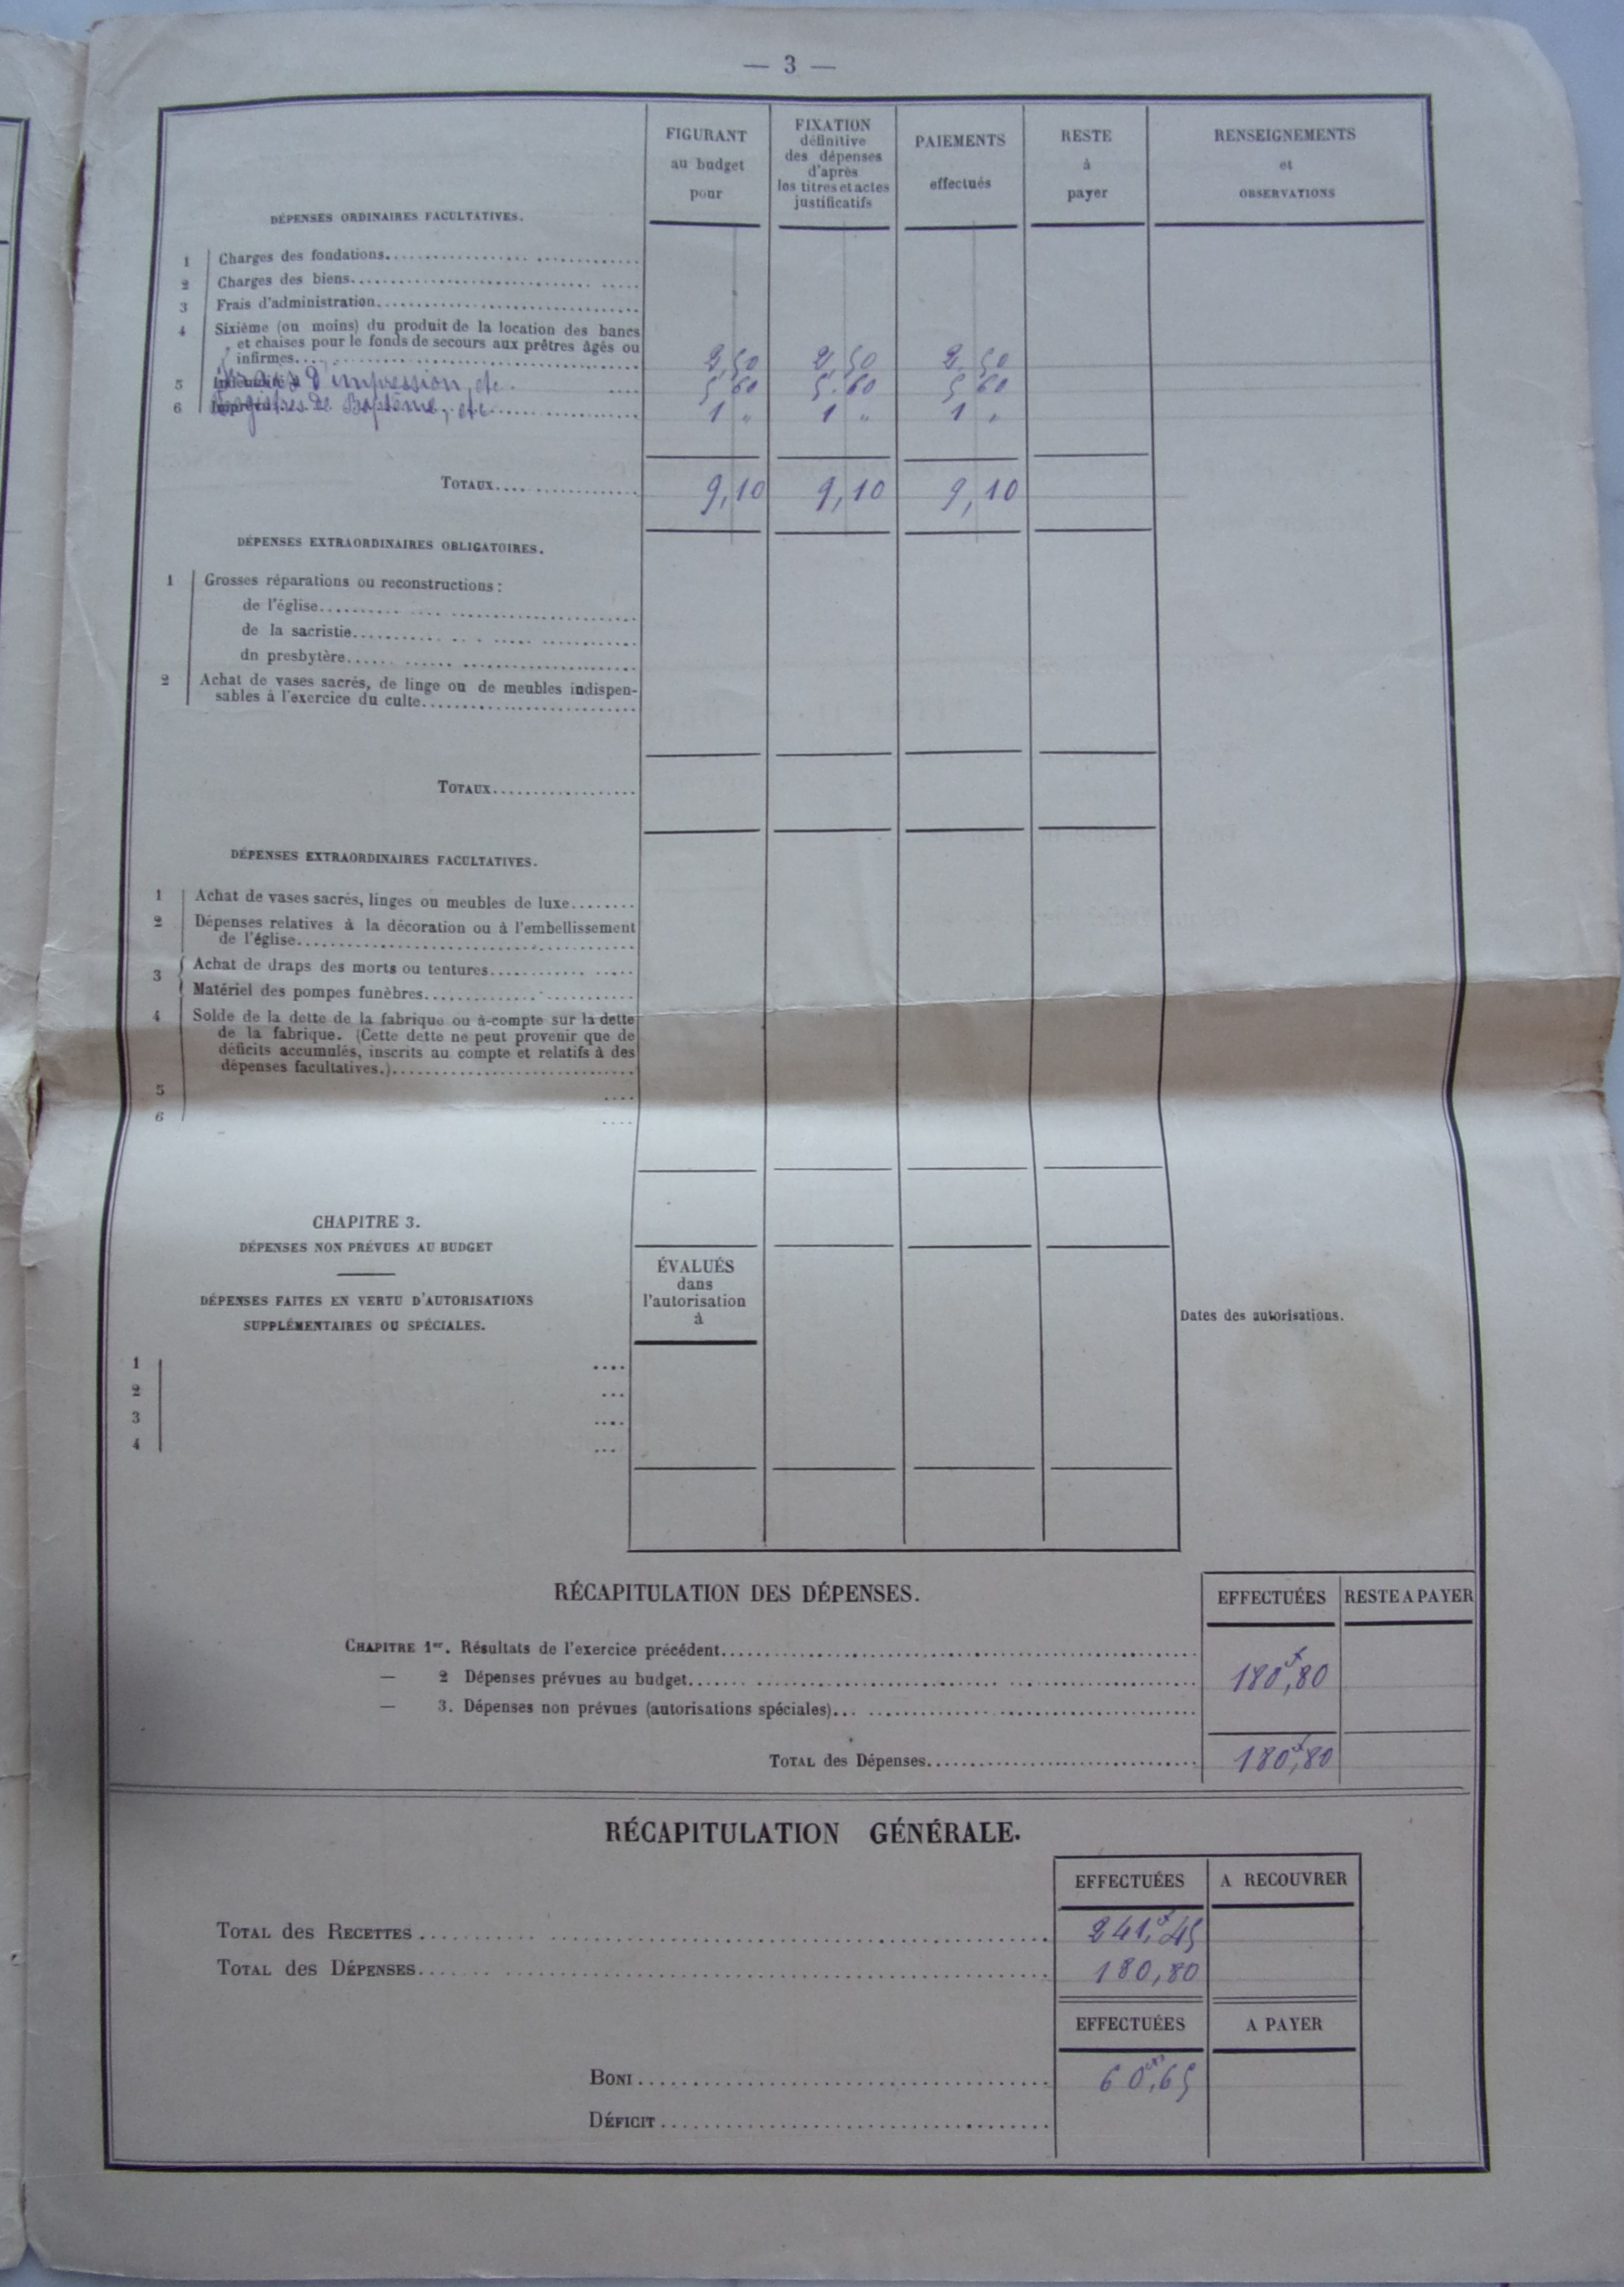 — 3 —
FIGURANT
au budget
pour
FIXATION
définitive
des dépenses
d'après
les titres et actes
justificatifs
PAIEMENTS
effectués
RESTE
à
payer
RENSEIGNEMENTS
et
OBSERVATIONS
DÉPENSES ORDINAIRES FACULTATIVES.
1 Charges des fondations
2 Charges des biens
3 Frais d'administration
4 Sixième (ou moins) du produit de la location des bancs
et chaises pour le fonds de secours aux prêtres âgés ou
infirmes 2,50 2,50 2,50
5 d'impression, etc. 5 60 5.60 5 60
6 Registres de Baptême, etc 1 " 1 " 1 "
TOTAUX 9,10 9,10 9,10
DÉPENSES EXTRAORDINAIRES OBLIGATOIRES.
1 Grosses réparations ou reconstructions :
de l'église
de la sacristie
dn presbytère
2 Achat de vases sacrés, de linge ou de meubles indispen-
sables à l'exercice du culte
TOTAUX
DÉPENSES EXTRAORDINAIRES FACULTATIVES.
1 Achat de vases sacrés, linges ou meubles de luxe
2 Dépenses relatives à la décoration ou à l'embellissement
de l'église
3 Achat de draps des morts ou tentures
Matériel des pompes funèbres
4 Solde de la dette de la fabrique ou à-compte sur la dette
de la fabrique. (Cette dette ne peut provenir que de
déficits accumulés, inscrits au compte et relatifs à des
dépenses facultatives.)
5
6
CHAPITRE 3.
DÉPENSES NON PRÉVUES AU BUDGET
DÉPENSES FAITES EN VERTU D'AUTORISATIONS
SUPPLÉMENTAIRES OU SPÉCIALES.
ÉVALUÉS
dans
l'autorisation
à
Dates des autorisations.
1
2
3
4
RÉCAPITULATION DES DÉPENSES.
EFFECTUÉES RESTE A PAYER
CHAPITRE 1er. Résultats de l'exercice précédent
— 2 Dépenses prévues au budget 180f,80
— 3. Dépenses non prévues (autorisations spéciales)
TOTAL des Dépenses 180f,80
RÉCAPITULATION GÉNÉRALE.
EFFECTUÉES A RECOUVRER
TOTAL des RECETTES 241f,45
TOTAL des DÉPENSES 180,80
EFFECTUÉES A PAYER
BONI 60,65
DÉFICIT